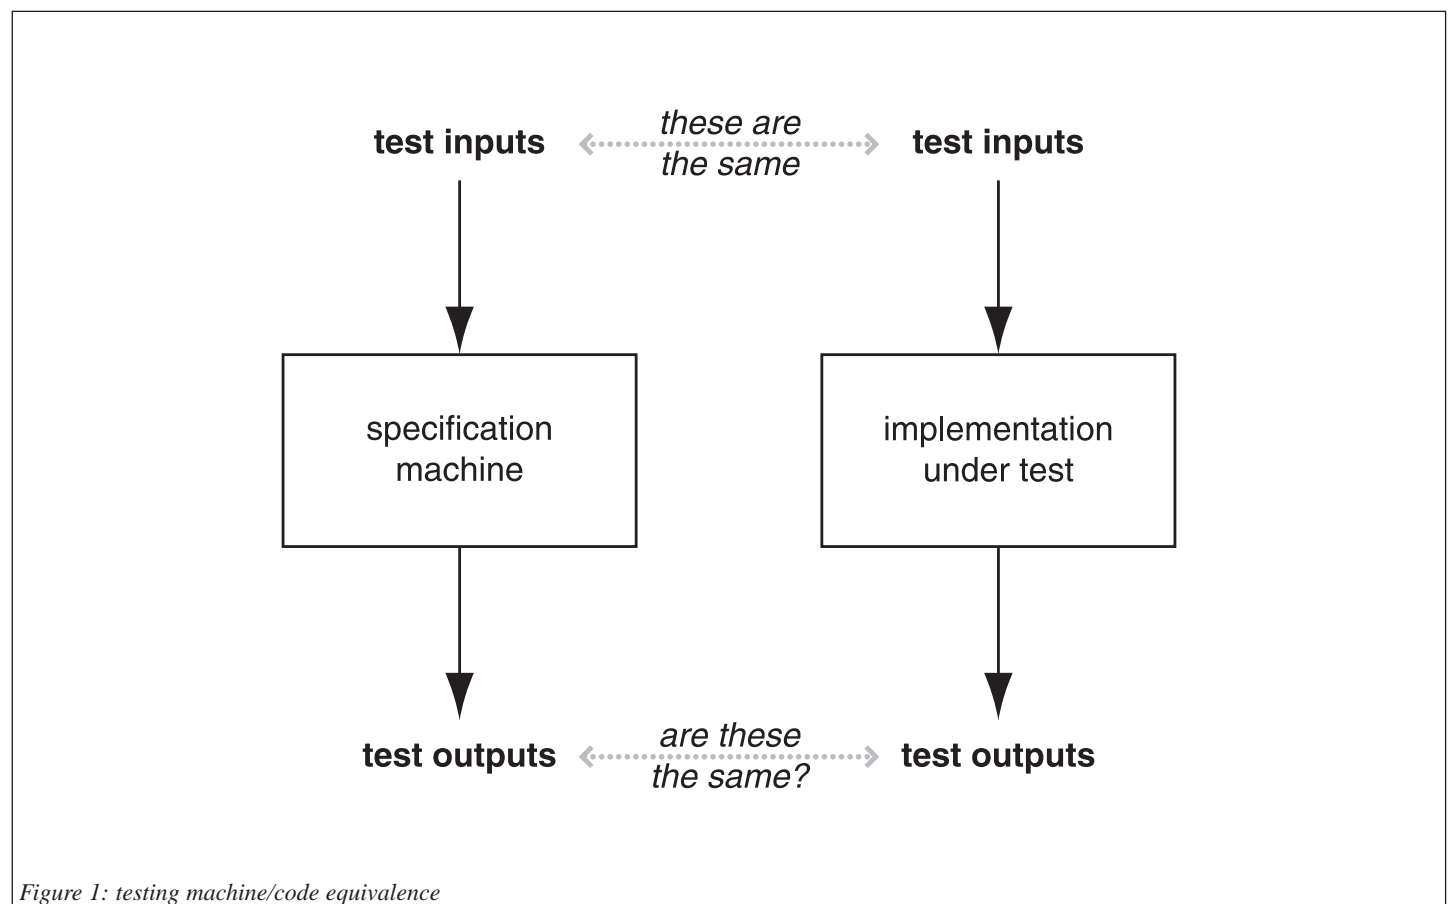 test inputs
these are
the same
test inputs
specification
machine
implementation
under test
test outputs
are these
the same?
test outputs
Figure 1: testing machine/code equivalence